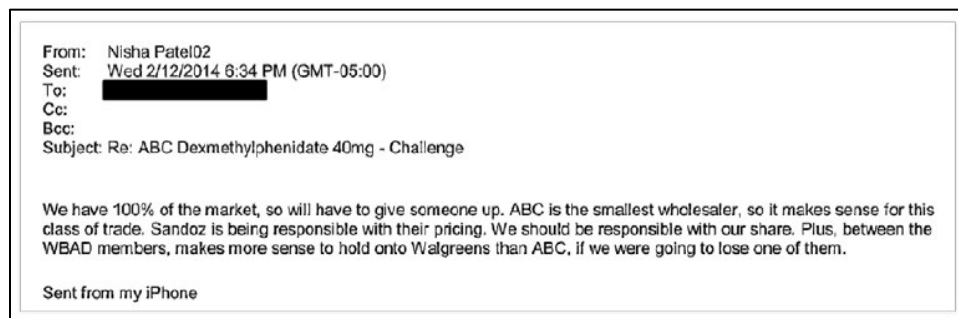 From: Nisha Patel02
Sent: Wed 2/12/2014 6:34 PM (GMT-05:00)
To:
Cc:
Bcc:
Subject: Re: ABC Dexmethylphenidate 40mg - Challenge
We have 100% of the market, so will have to give someone up. ABC is the smallest wholesaler, so it makes sense for this
class of trade. Sandoz is being responsible with their pricing. We should be responsible with our share. Plus, between the
WBAD members, makes more sense to hold onto Walgreens than ABC, if we were going to lose one of them.
Sent from my iPhone